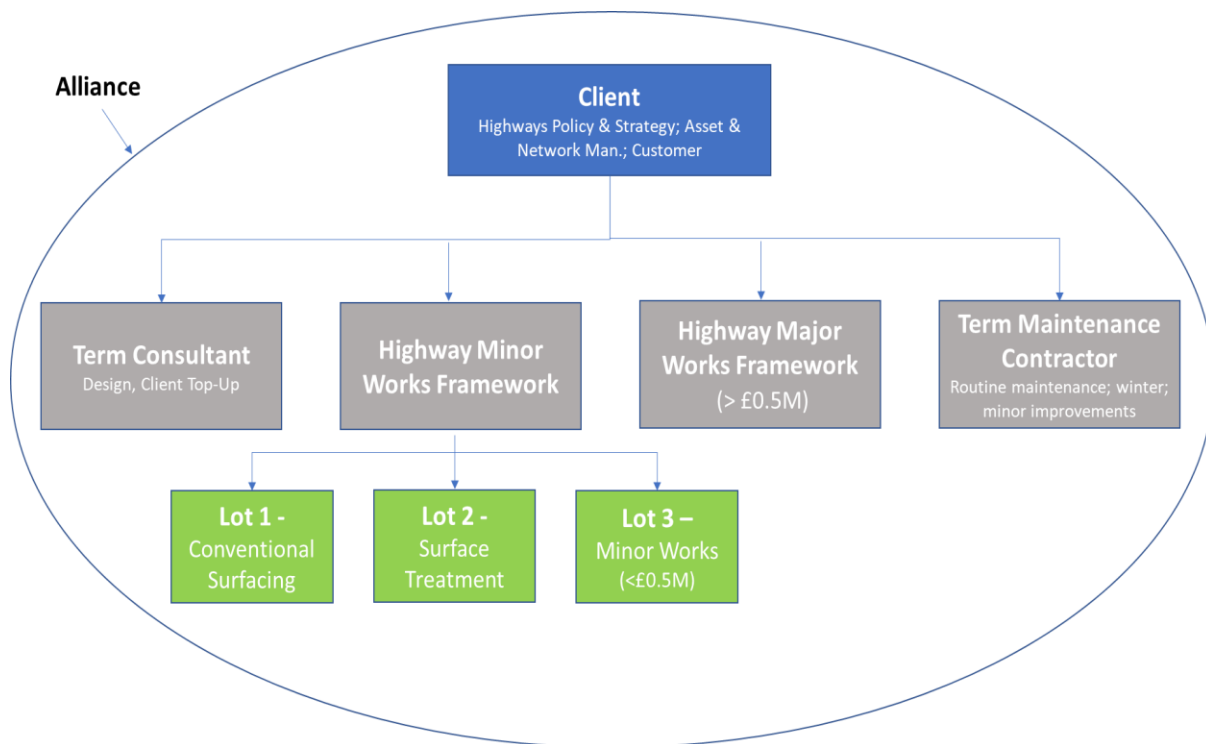 Alliance
Client
Highways Policy & Strategy; Asset &
Network Man.; Customer
Term Consultant
Design, Client Top-Up
Highway Minor
Works Framework
Highway Major
Works Framework
(> £0.5M)
Term Maintenance
Contractor
Routine maintenance; winter;
minor improvements
Lot 1 -
Conventional
Surfacing
Lot 2 -
Surface
Treatment
Lot 3 –
Minor Works
(<£0.5M)